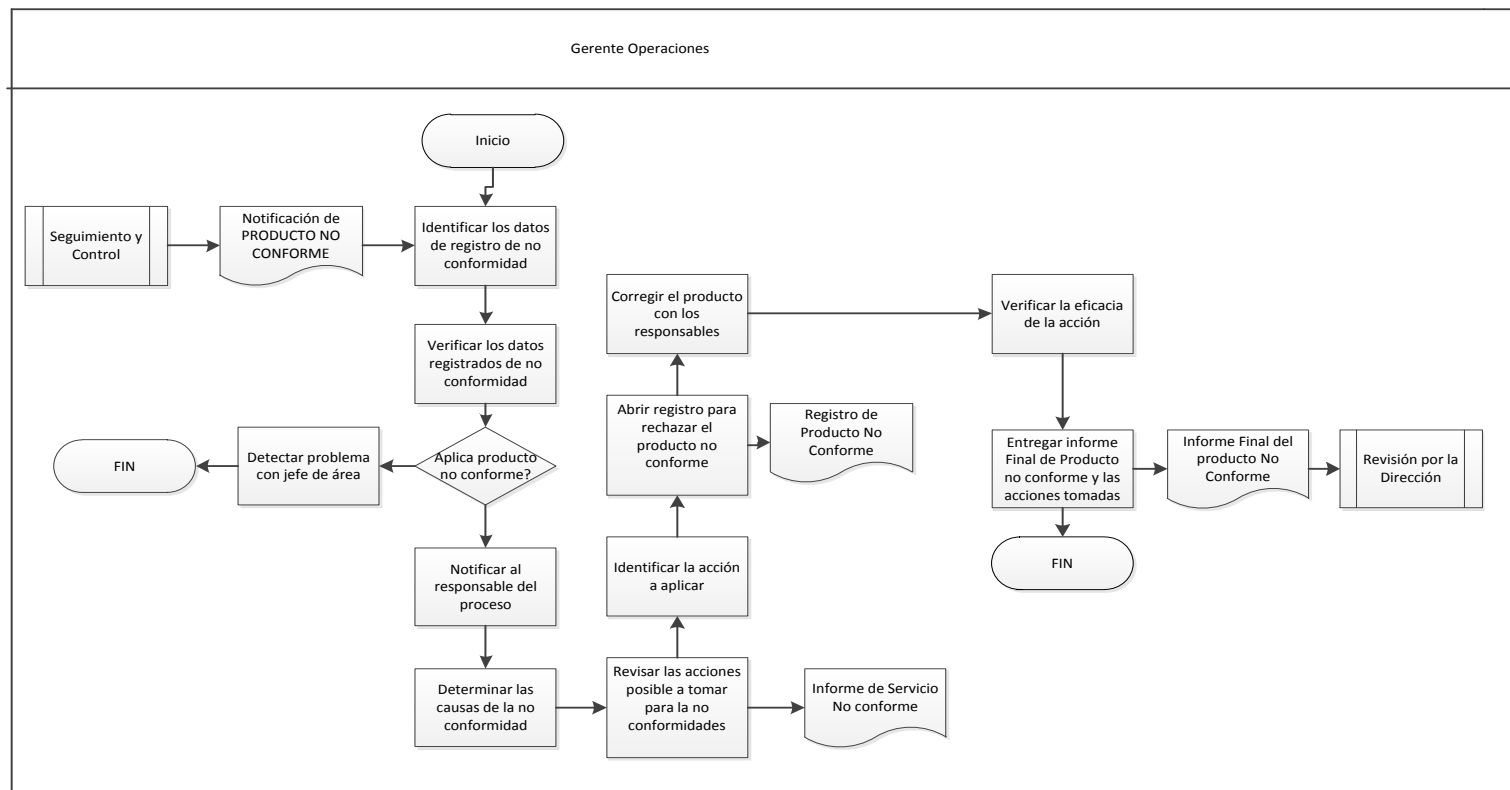 Gerente Operaciones
Inicio
Seguimiento y
Control
Notificación de
PRODUCTO NO
CONFORME
Identificar los datos
de registro de no
conformidad
Verificar los datos
registrados de no
conformidad
Aplica producto
no conforme?
Detectar problema
con jefe de área
FIN
Notificar al
responsable del
proceso
Determinar las
causas de la no
conformidad
Revisar las acciones
posible a tomar
para la no
conformidades
Informe de Servicio
No conforme
Identificar la acción
a aplicar
Abrir registro para
rechazar el
producto no
conforme
Registro de
Producto No
Conforme
Corregir el producto
con los
responsables
Verificar la eficacia
de la acción
Entregar informe
Final de Producto
no conforme y las
acciones tomadas
Informe Final del
producto No
Conforme
Revisión por la
Dirección
FIN